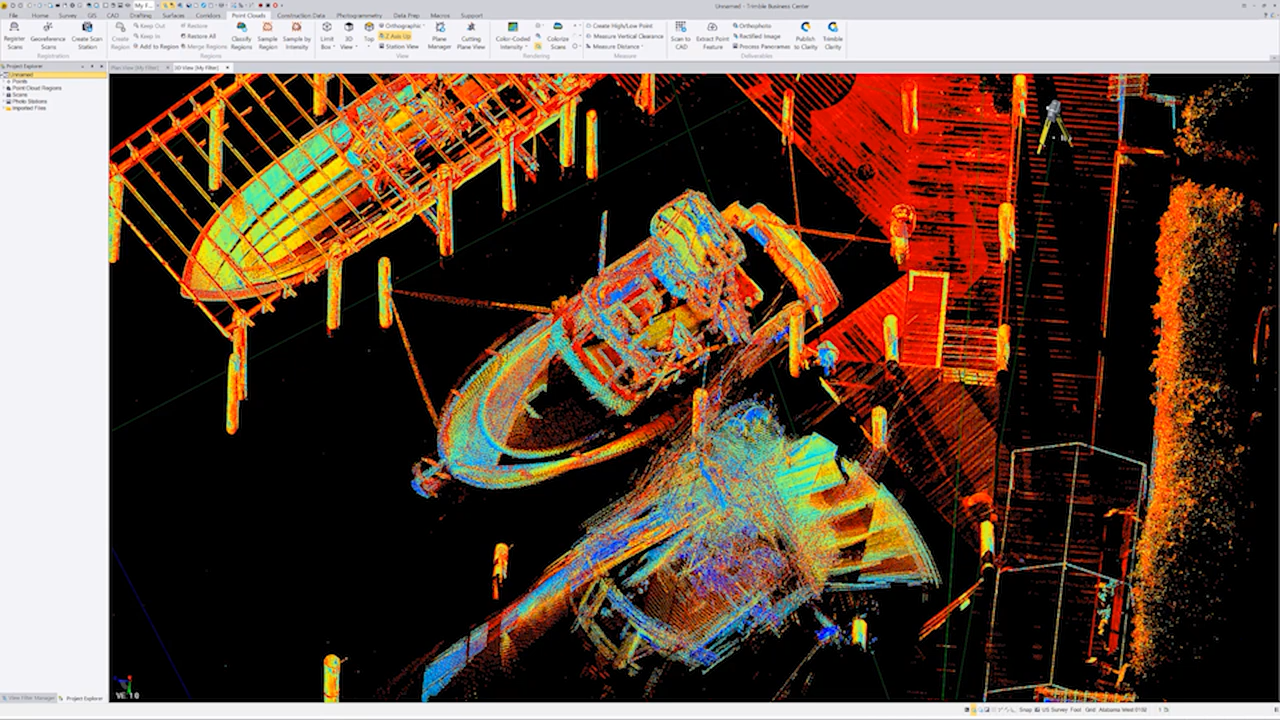 My F...
Unnamed - Trimble Business Center
File Home Survey GIS CAD Drafting Surfaces Corridors Point Clouds Construction Data Photogrammetry Data Prep Macros Support
Register Scans
Georeference Scans
Create Scan Station
Registration
Create Region
Keep Out
Keep In
Add to Region
Restore
Restore All
Merge Regions
Classify Regions
Sample Region
Sample by Intensity
Regions
Limit Box
3D View
Top
Orthographic
Z Axis Up
Station View
Plane Manager
Cutting Plane View
View
Color-Coded Intensity
Colorize Scans
Rendering
Create High/Low Point
Measure Vertical Clearance
Measure Distance
Measure
Scan to CAD
Extract Point Feature
Orthophoto
Rectified Image
Process Panoramas
Publish to Clarity
Trimble Clarity
Deliverables
Project Explorer
Plan View [My Filter]
3D View [My Filter]
Unnamed
Points
Point Cloud Regions
Scans
Photo Stations
Imported Files
VE: 1.0
View Filter Manager
Project Explorer
Snap US Survey Foot Grid Alabama West 0102